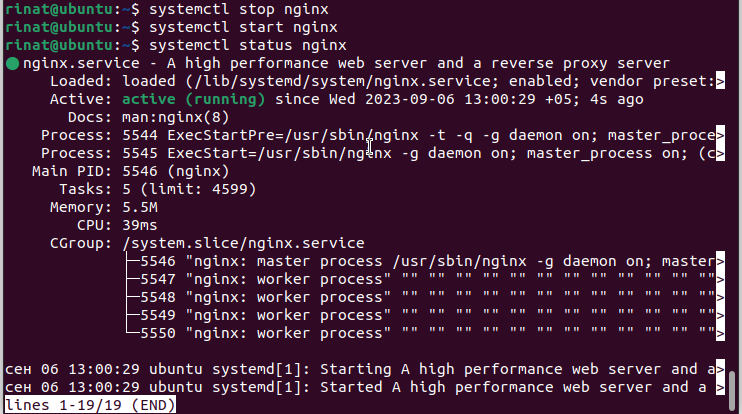 rinat@ubuntu:~$ systemctl stop nginx
rinat@ubuntu:~$ systemctl start nginx
rinat@ubuntu:~$ systemctl status nginx
● nginx.service - A high performance web server and a reverse proxy server
     Loaded: loaded (/lib/systemd/system/nginx.service; enabled; vendor preset:>
     Active: active (running) since Wed 2023-09-06 13:00:29 +05; 4s ago
       Docs: man:nginx(8)
    Process: 5544 ExecStartPre=/usr/sbin/nginx -t -q -g daemon on; master_proce>
    Process: 5545 ExecStart=/usr/sbin/nginx -g daemon on; master_process on; (c>
   Main PID: 5546 (nginx)
      Tasks: 5 (limit: 4599)
     Memory: 5.5M
        CPU: 39ms
     CGroup: /system.slice/nginx.service
             ├─5546 "nginx: master process /usr/sbin/nginx -g daemon on; master>
             ├─5547 "nginx: worker process" "" "" "" "" "" "" "" "" "" "" "" "">
             ├─5548 "nginx: worker process" "" "" "" "" "" "" "" "" "" "" "" "">
             ├─5549 "nginx: worker process" "" "" "" "" "" "" "" "" "" "" "" "">
             └─5550 "nginx: worker process" "" "" "" "" "" "" "" "" "" "" "" "">
сен 06 13:00:29 ubuntu systemd[1]: Starting A high performance web server and a>
сен 06 13:00:29 ubuntu systemd[1]: Started A high performance web server and a >
lines 1-19/19 (END)